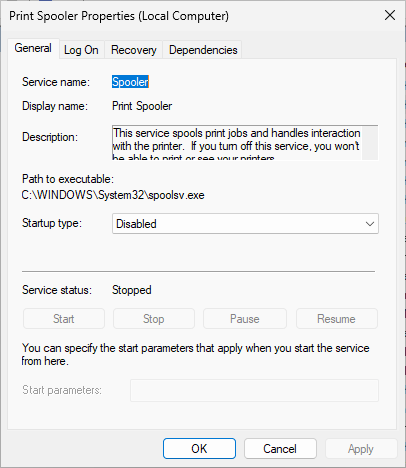 Print Spooler Properties (Local Computer)
General Log On Recovery Dependencies
Service name: Spooler
Display name: Print Spooler
Description: This service spools print jobs and handles interaction
with the printer. If you turn off this service, you won't
be able to print or see your printers
Path to executable:
C:\WINDOWS\System32\spoolsv.exe
Startup type: Disabled
Service status: Stopped
Start Stop Pause Resume
You can specify the start parameters that apply when you start the service
from here.
Start parameters:
OK Cancel Apply